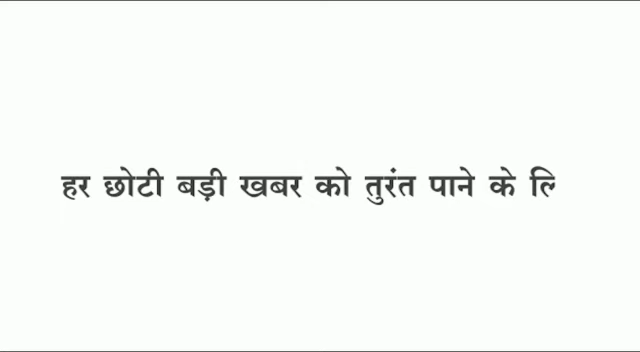 हर छोटी बड़ी खबर को तुरंत पाने के लि